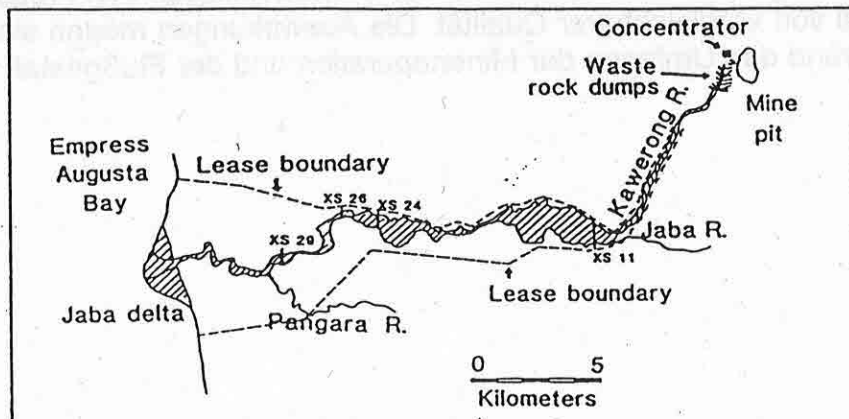 Concentrator
Waste
rock dumps
Mine
pit
Kawerong R.
Empress
Augusta
Bay
Lease boundary
XS 26
XS 24
XS 29
Jaba R.
XS 11
Lease boundary
Jaba delta
Pangara R.
0 5
Kilometers